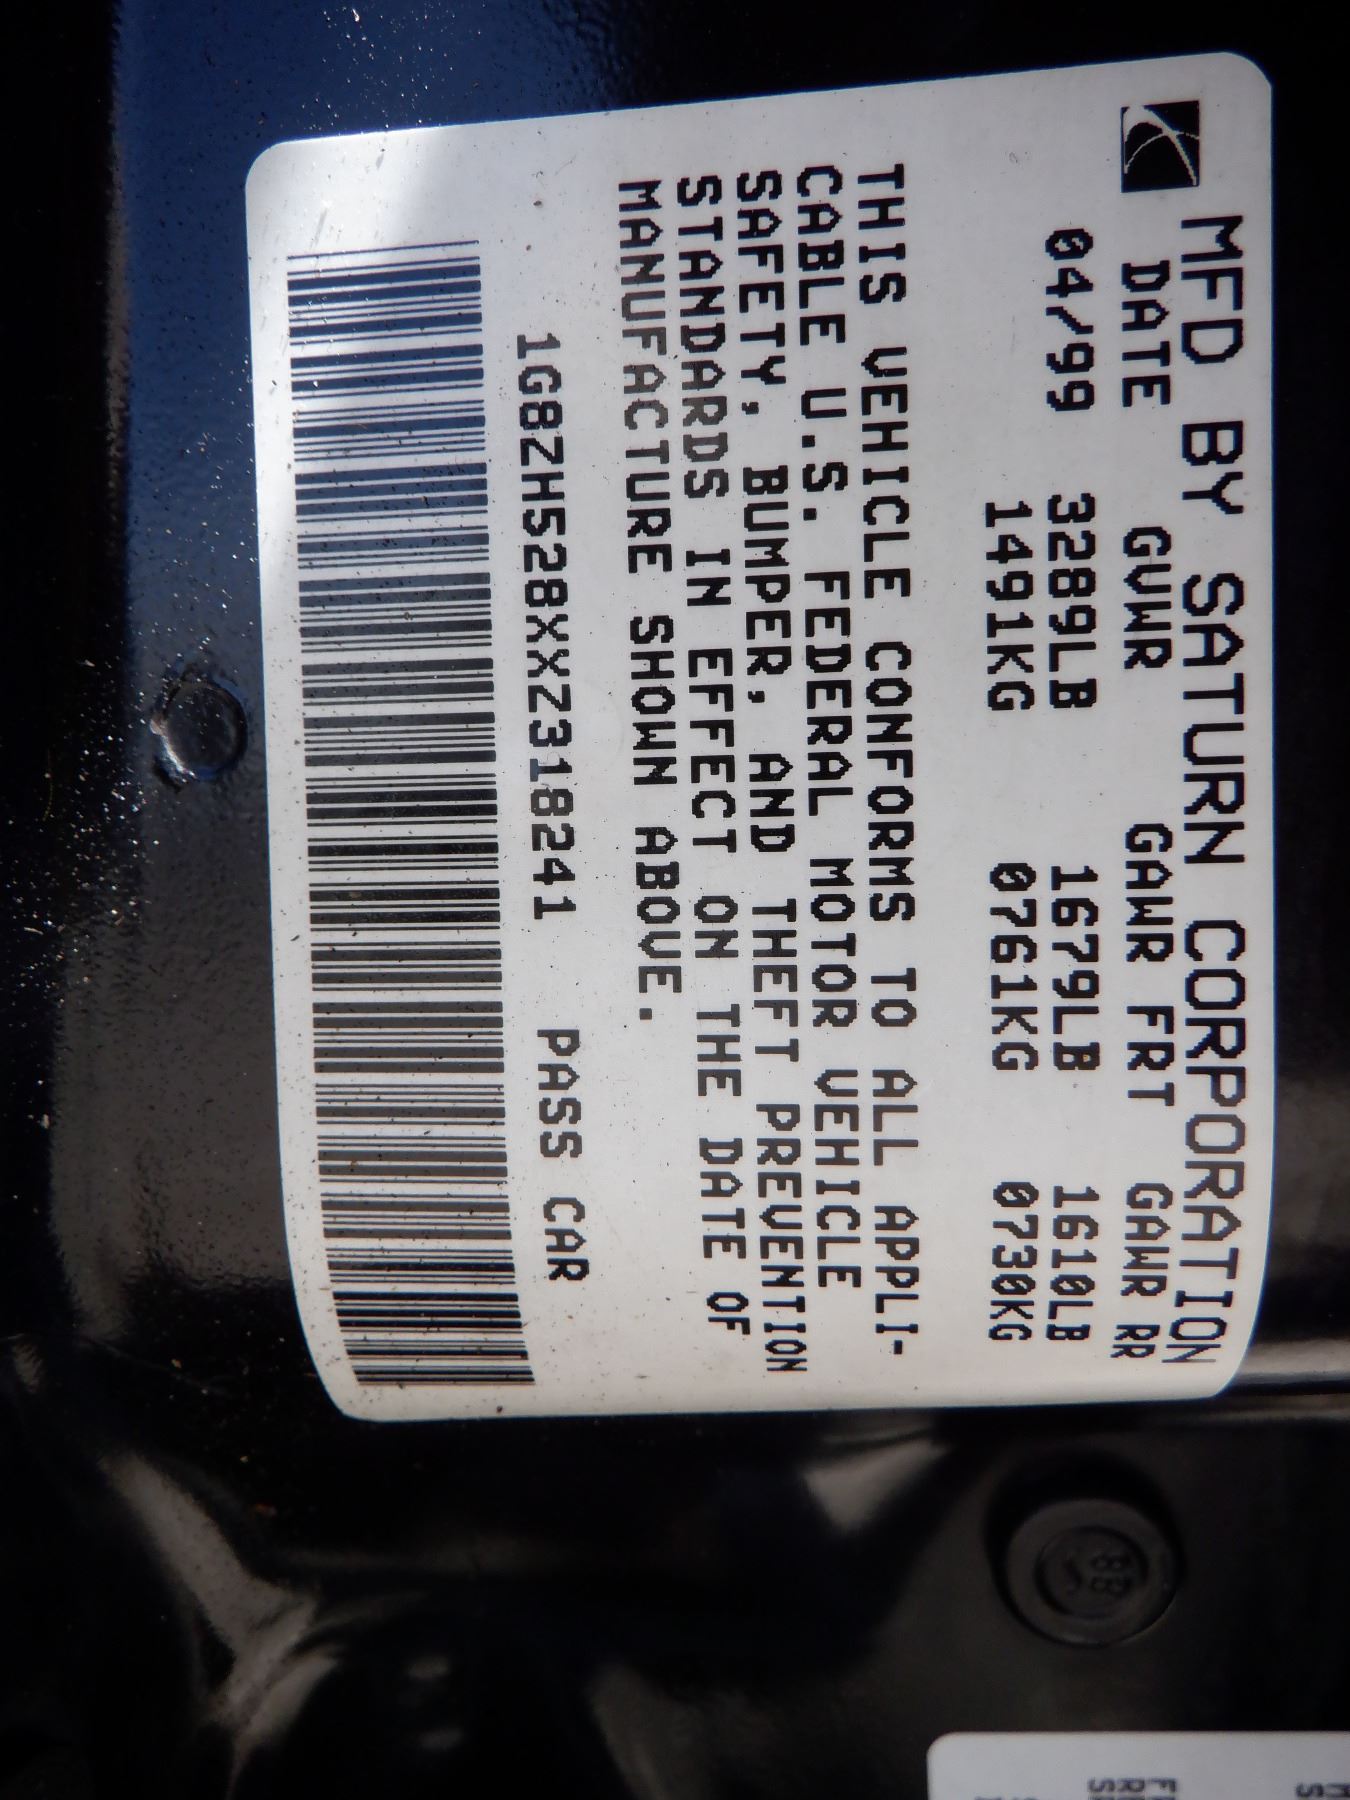 MFD BY SATURN CORPORATION
DATE GVWR GAWR FRT GAWR RR
04/99 3289LB 1679LB 1610LB
1491KG 0761KG 0730KG
THIS VEHICLE CONFORMS TO ALL APPLI-
CABLE U.S. FEDERAL MOTOR VEHICLE
SAFETY, BUMPER, AND THEFT PREVENTION
STANDARDS IN EFFECT ON THE DATE OF
MANUFACTURE SHOWN ABOVE.
1G8ZH528XXZ318241 PASS CAR
88